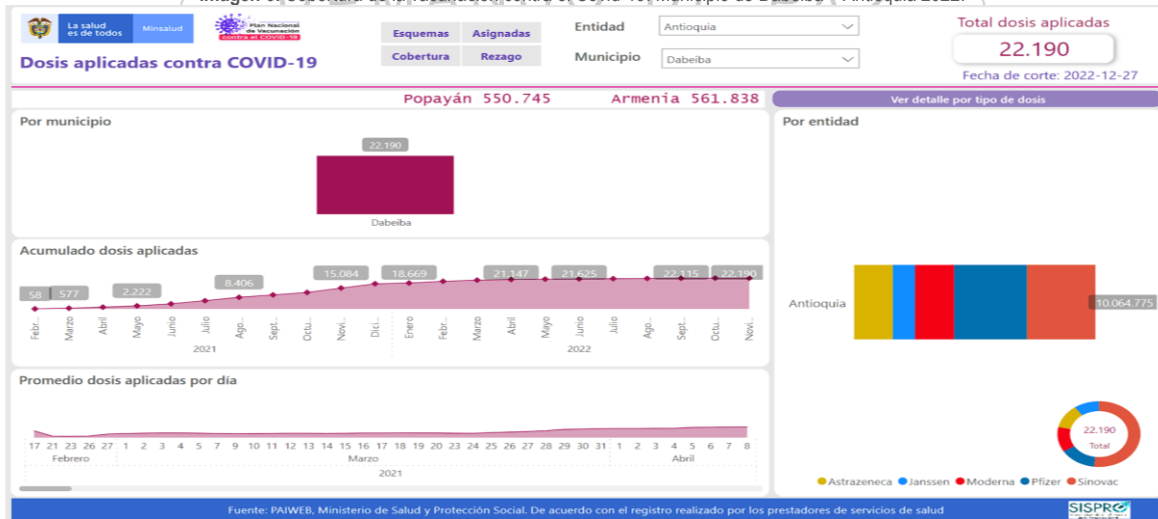 La salud
es de todos
Minsalud
Plan Nacional
de Vacunación
contra el COVID-19
Dosis aplicadas contra COVID-19
Esquemas Asignadas
Cobertura Rezago
Entidad Antioquia
Municipio Dabeiba
Total dosis aplicadas
22.190
Fecha de corte: 2022-12-27
Popayán 550.745 Armenia 561.838
Ver detalle por tipo de dosis
Por municipio
22.190
Dabeiba
Acumulado dosis aplicadas
58 577 2.222 8.406 15.084 18.669 21.147 21.625 22.115 22.190
Febr... Marzo Abril Mayo Junio Julio Ago... Sept... Octu... Novi... Dici... Enero Febr... Marzo Abril Mayo Junio Julio Ago... Sept... Octu... Novi...
2021 2022
Promedio dosis aplicadas por día
17 21 23 26 27 1 2 3 4 5 7 9 10 11 12 13 14 15 16 17 18 19 20 23 24 25 26 27 28 29 30 31 1 2 3 4 5 6 7 8
Febrero Marzo Abril
2021
Por entidad
Antioquia
10.064.775
22.190
Total
Astrazeneca Janssen Moderna Pfizer Sinovac
Fuente: PAIWEB, Ministerio de Salud y Protección Social. De acuerdo con el registro realizado por los prestadores de servicios de salud
SISPRO